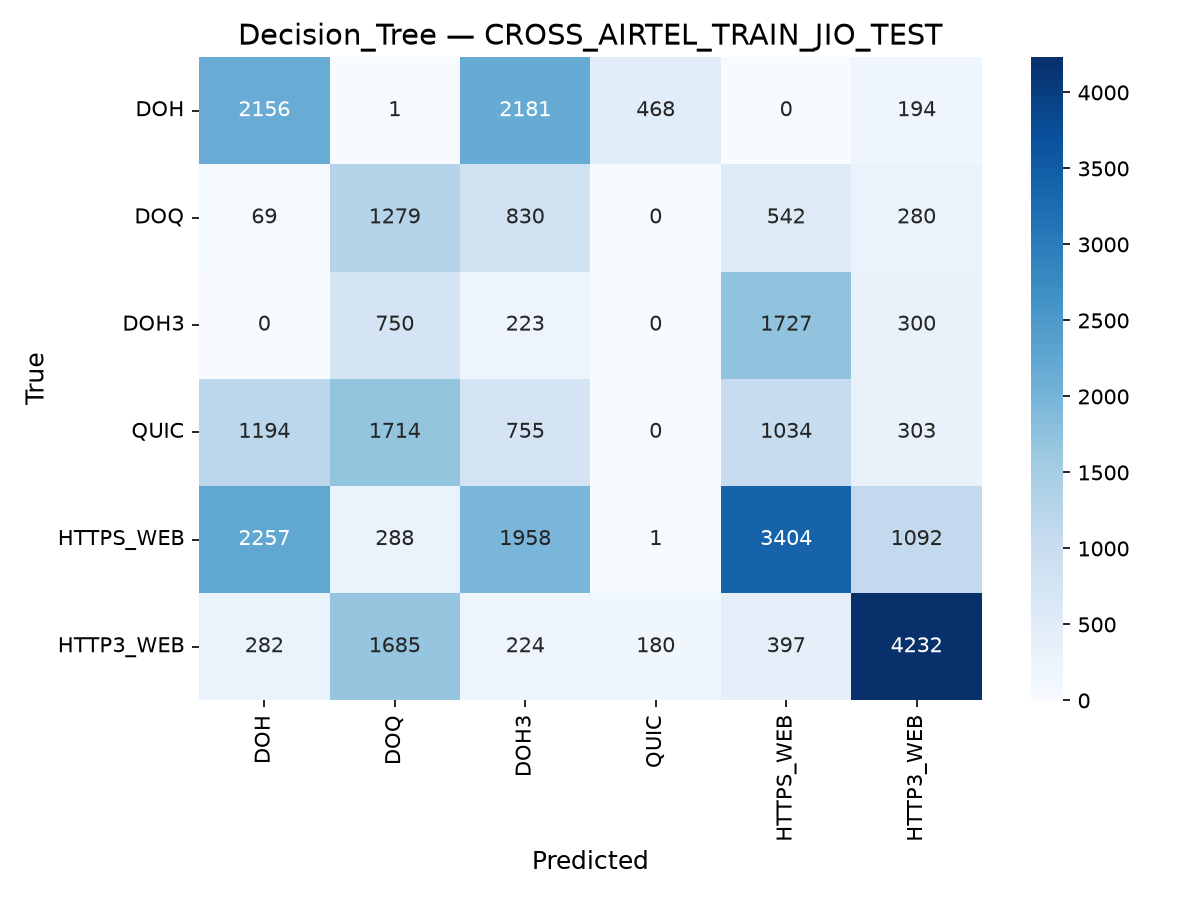 Decision_Tree — CROSS_AIRTEL_TRAIN_JIO_TEST
True
DOH 2156 1 2181 468 0 194
DOQ 69 1279 830 0 542 280
DOH3 0 750 223 0 1727 300
QUIC 1194 1714 755 0 1034 303
HTTPS_WEB 2257 288 1958 1 3404 1092
HTTP3_WEB 282 1685 224 180 397 4232
DOH DOQ DOH3 QUIC HTTPS_WEB HTTP3_WEB
Predicted
4000
3500
3000
2500
2000
1500
1000
500
0